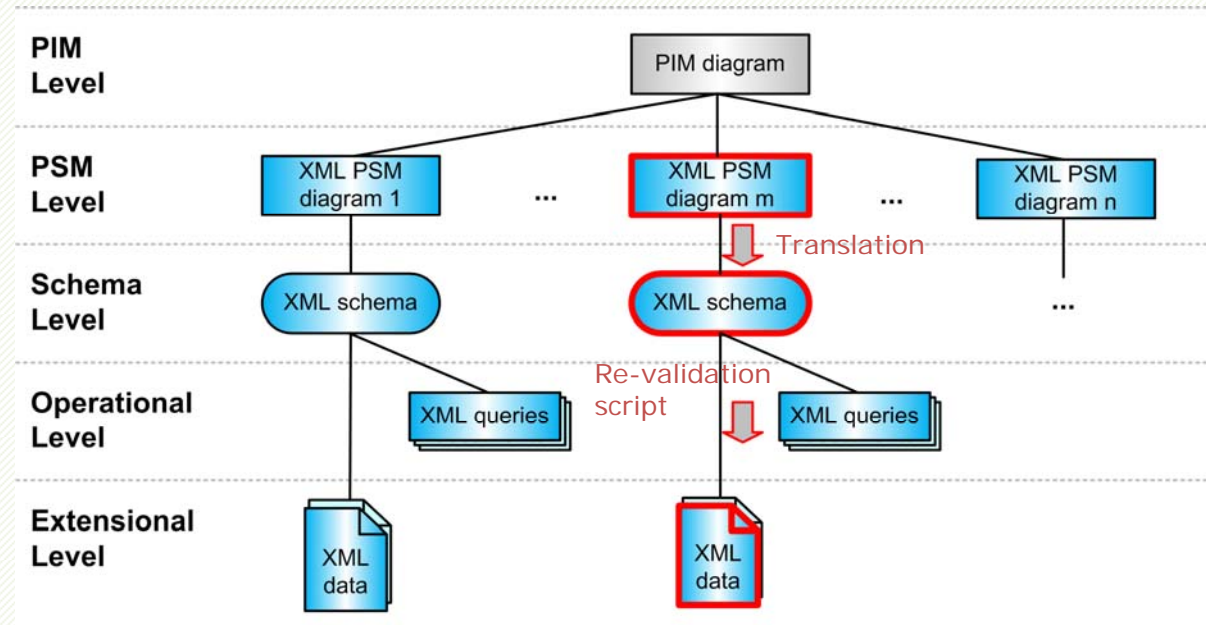 PIM
Level
PIM diagram
PSM
Level
XML PSM
diagram 1
...
XML PSM
diagram m
...
XML PSM
diagram n
Translation
Schema
Level
XML schema
XML schema
...
Re-validation
script
Operational
Level
XML queries
XML queries
Extensional
Level
XML
data
XML
data